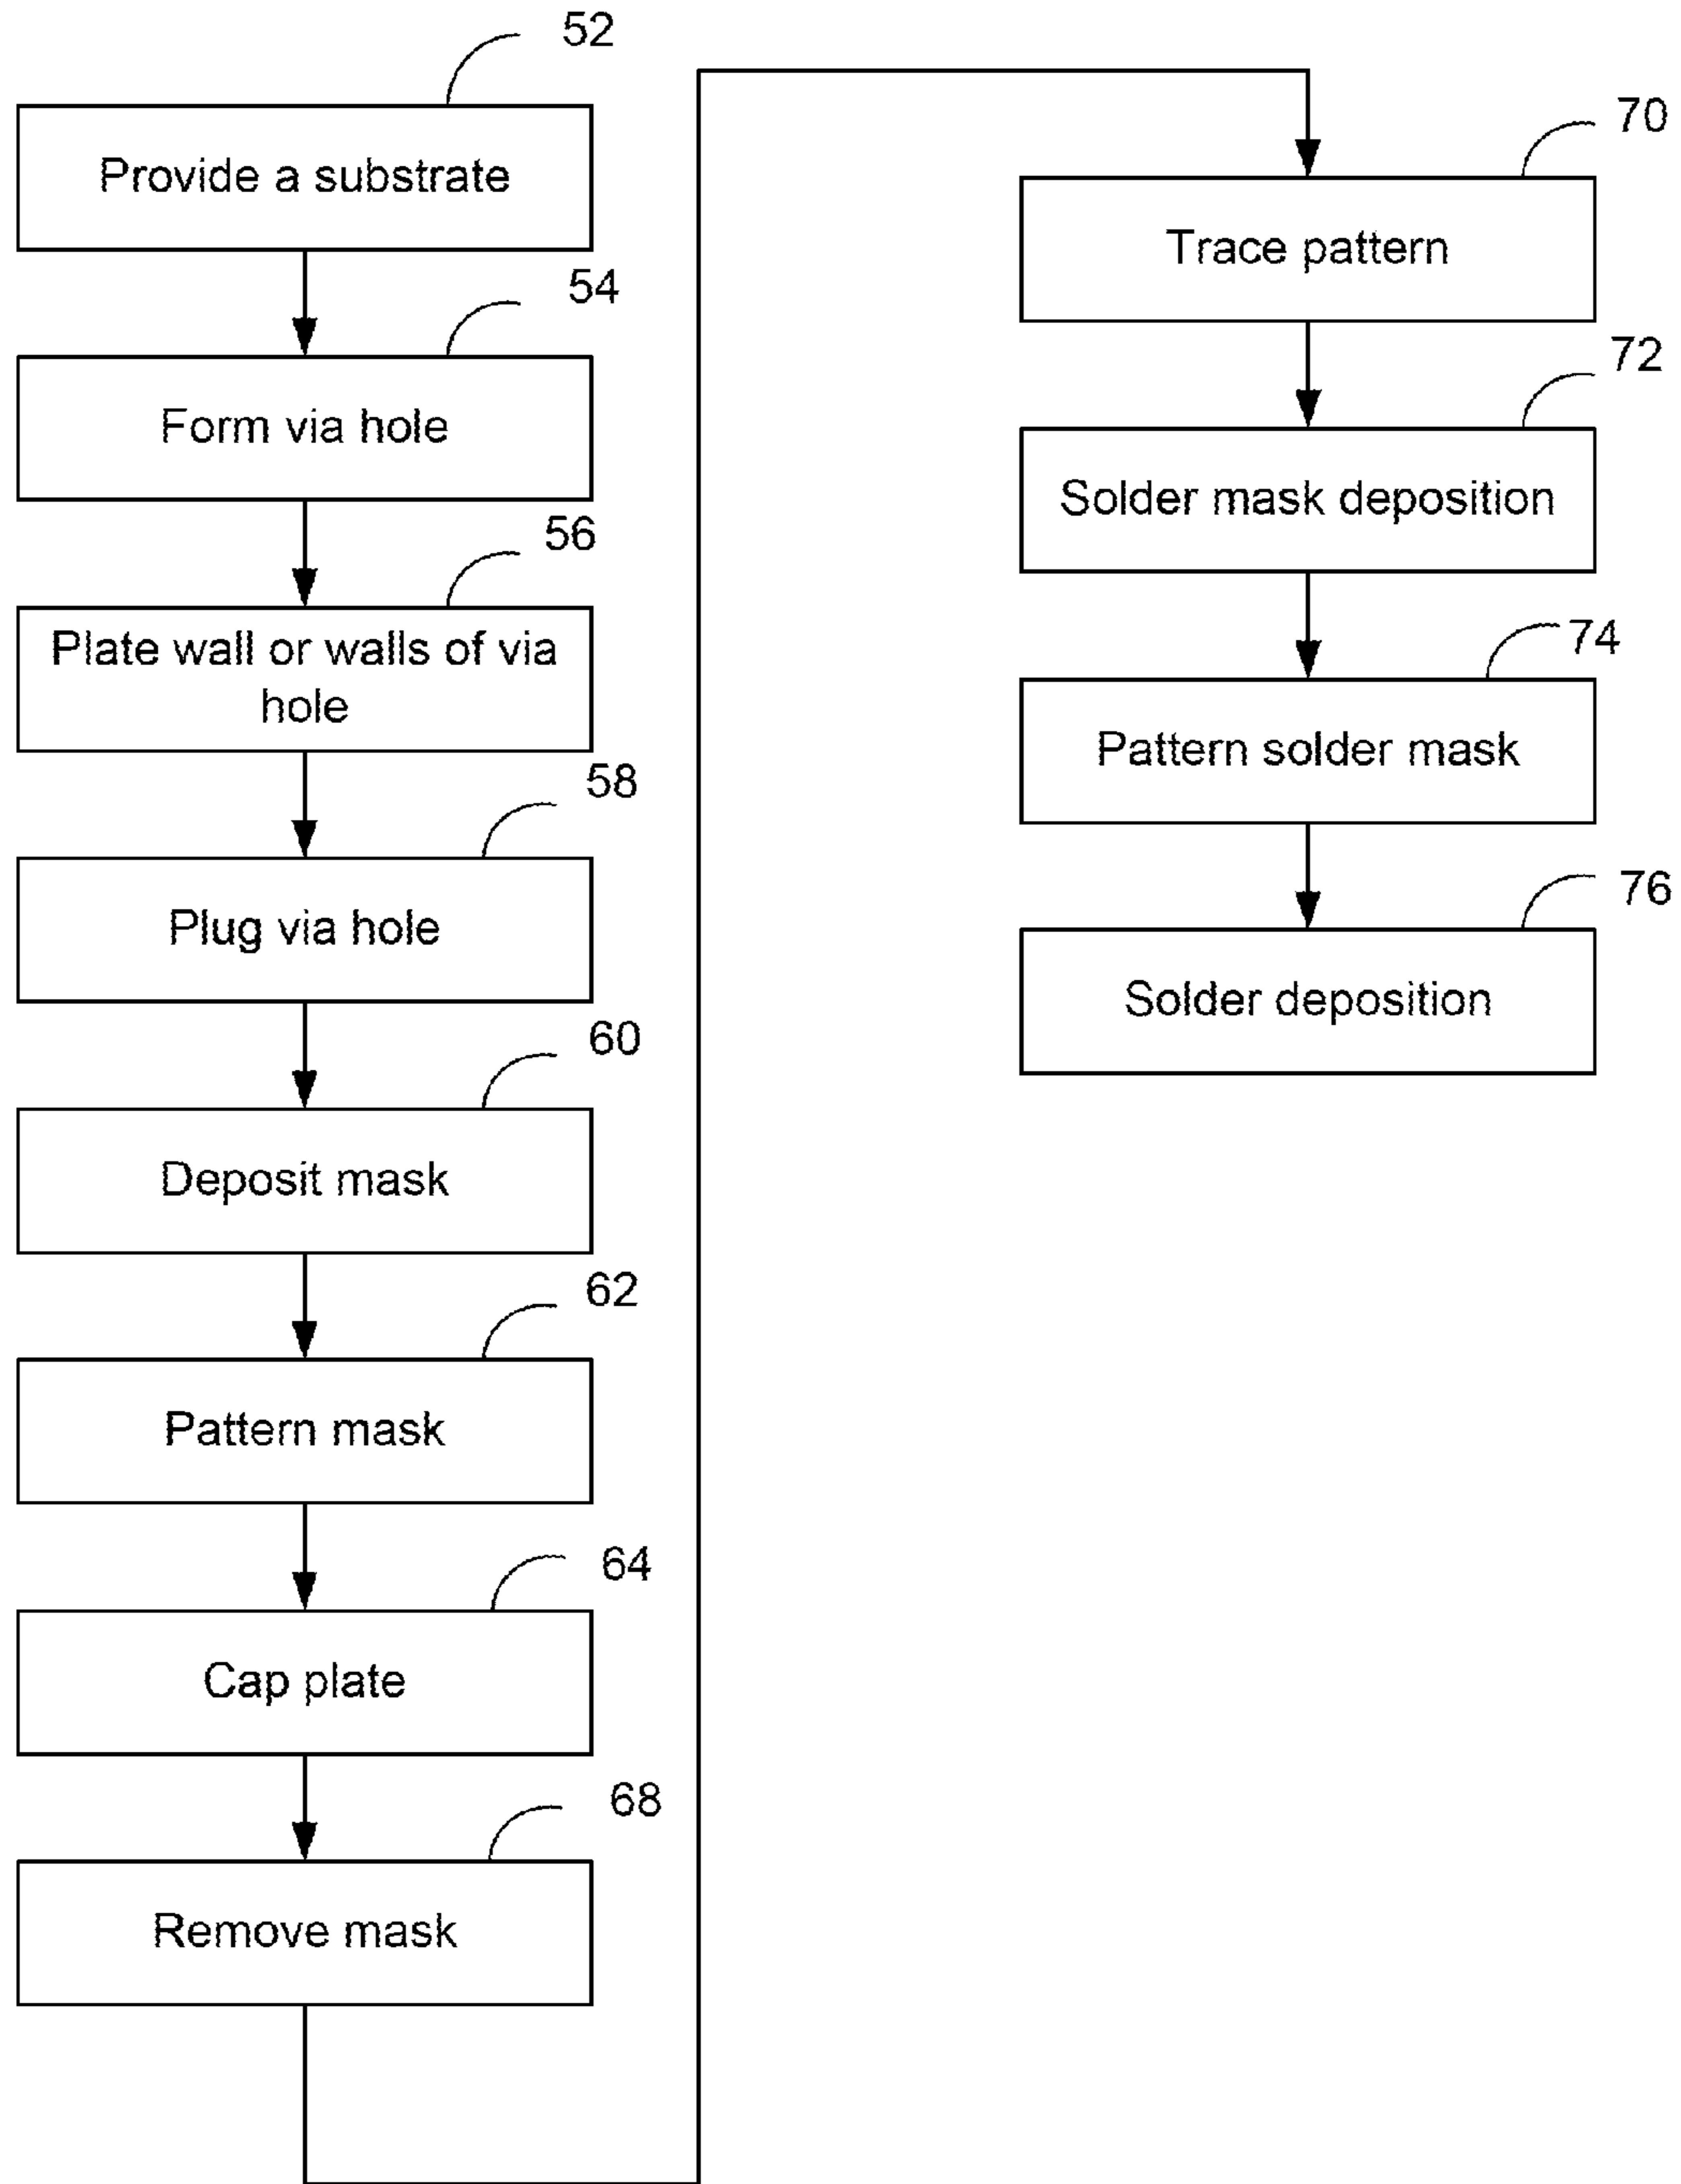 52
Provide a substrate
54
Form via hole
56
Plate wall or walls of via
hole
58
Plug via hole
60
Deposit mask
62
Pattern mask
64
Cap plate
68
Remove mask
70
Trace pattern
72
Solder mask deposition
74
Pattern solder mask
76
Solder deposition